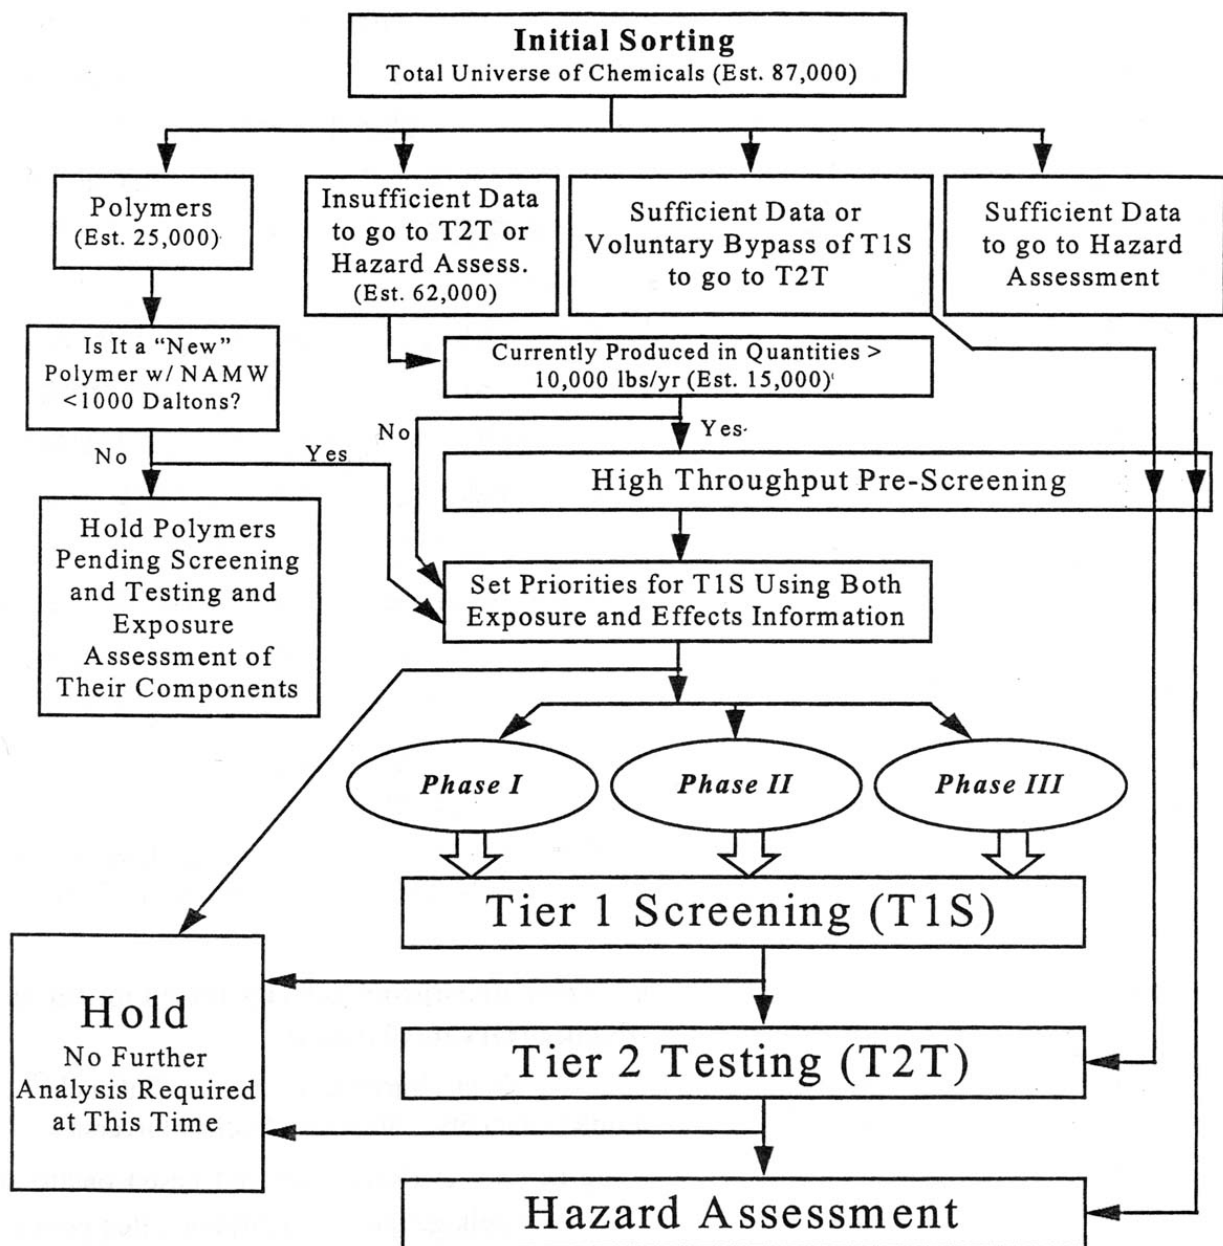 Initial Sorting
Total Universe of Chemicals (Est. 87,000)
Polymers
(Est. 25,000)
Insufficient Data
to go to T2T or
Hazard Assess.
(Est. 62,000)
Sufficient Data or
Voluntary Bypass of T1S
to go to T2T
Sufficient Data
to go to Hazard
Assessment
Is It a “New”
Polymer w/ NAMW
<1000 Daltons?
Currently Produced in Quantities >
10,000 lbs/yr (Est. 15,000)
No
Yes
No
Yes
High Throughput Pre-Screening
Hold Polymers
Pending Screening
and Testing and
Exposure
Assessment of
Their Components
Set Priorities for T1S Using Both
Exposure and Effects Information
Phase I
Phase II
Phase III
Tier 1 Screening (T1S)
Hold
No Further
Analysis Required
at This Time
Tier 2 Testing (T2T)
Hazard Assessment